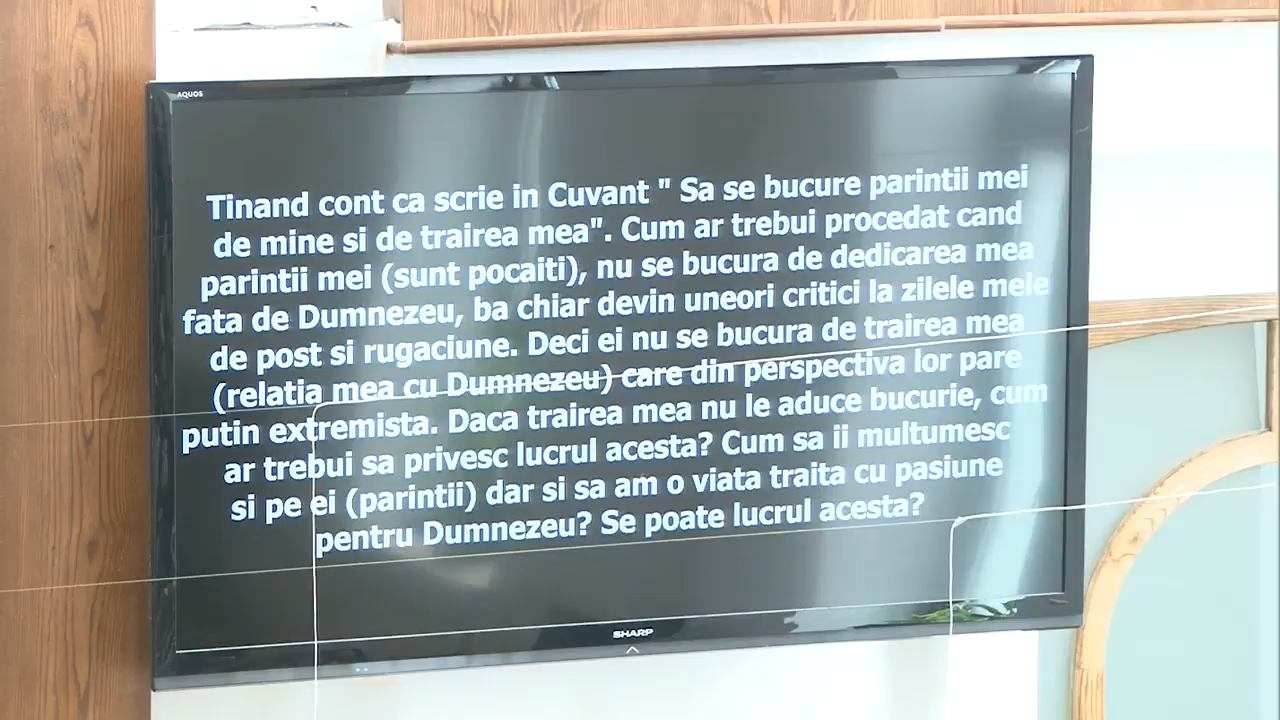 AQUOS
Tinand cont ca scrie in Cuvant " Sa se bucure parintii mei
de mine si de trairea mea". Cum ar trebui procedat cand
parintii mei (sunt pocaiti), nu se bucura de dedicarea mea
fata de Dumnezeu, ba chiar devin uneori critici la zilele mele
de post si rugaciune. Deci ei nu se bucura de trairea mea
(relatia mea cu Dumnezeu) care din perspectiva lor pare
putin extremista. Daca trairea mea nu le aduce bucurie, cum
ar trebui sa privesc lucrul acesta? Cum sa ii multumesc
si pe ei (parintii) dar si sa am o viata traita cu pasiune
pentru Dumnezeu? Se poate lucrul acesta?
SHARP